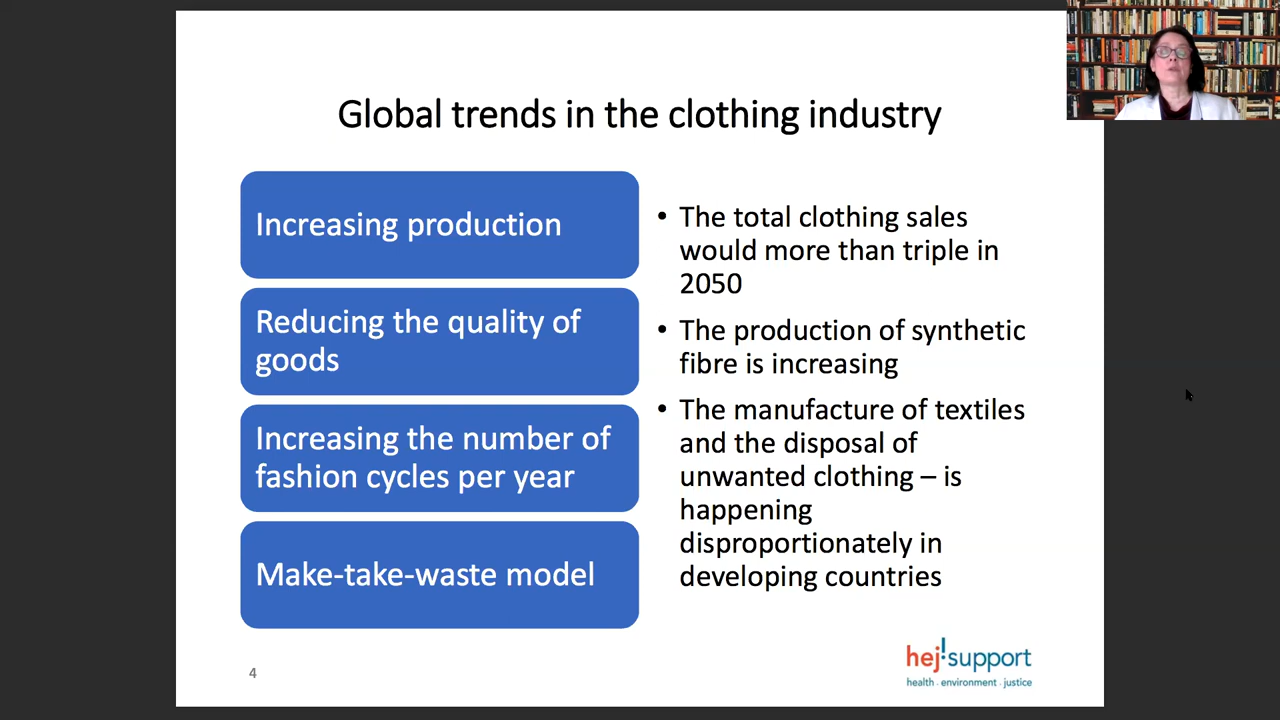 Global trends in the clothing industry
Increasing production
Reducing the quality of
goods
Increasing the number of
fashion cycles per year
Make-take-waste model
• The total clothing sales
would more than triple in
2050
• The production of synthetic
fibre is increasing
• The manufacture of textiles
and the disposal of
unwanted clothing – is
happening
disproportionately in
developing countries
4
hej!support
health . environment . justice